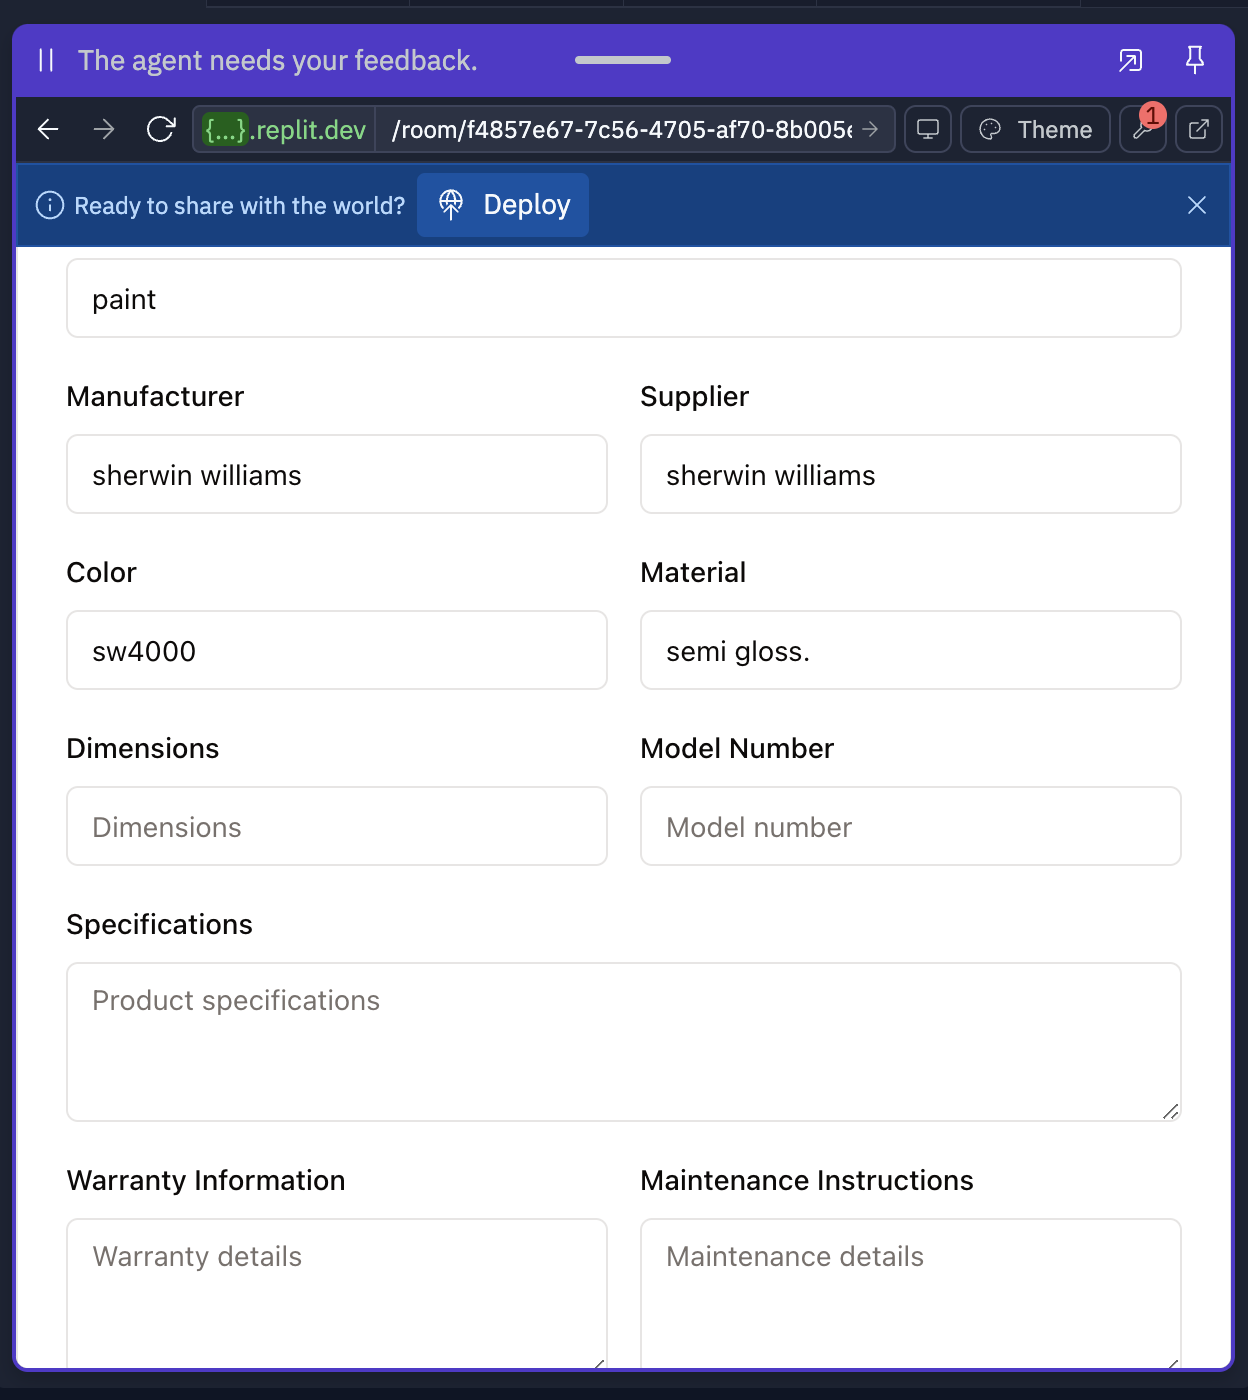 The agent needs your feedback.
{...}.replit.dev /room/f4857e67-7c56-4705-af70-8b005e Theme 1
Ready to share with the world? Deploy
paint
Manufacturer Supplier
sherwin williams sherwin williams
Color Material
sw4000 semi gloss.
Dimensions Model Number
Dimensions Model number
Specifications
Product specifications
Warranty Information Maintenance Instructions
Warranty details Maintenance details